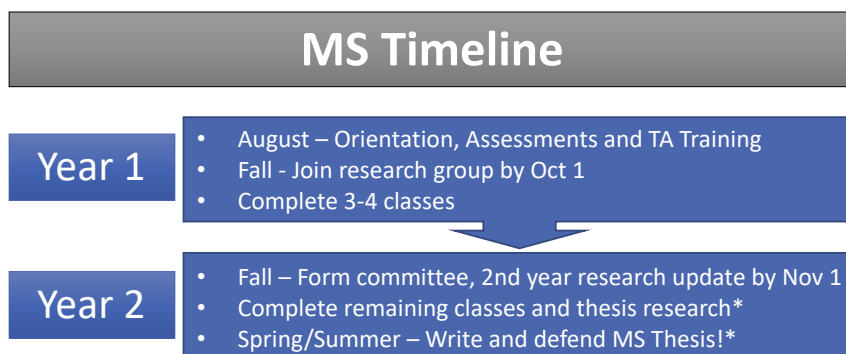 MS Timeline
Year 1
• August – Orientation, Assessments and TA Training
• Fall - Join research group by Oct 1
• Complete 3-4 classes
Year 2
• Fall – Form committee, 2nd year research update by Nov 1
• Complete remaining classes and thesis research*
• Spring/Summer – Write and defend MS Thesis!*